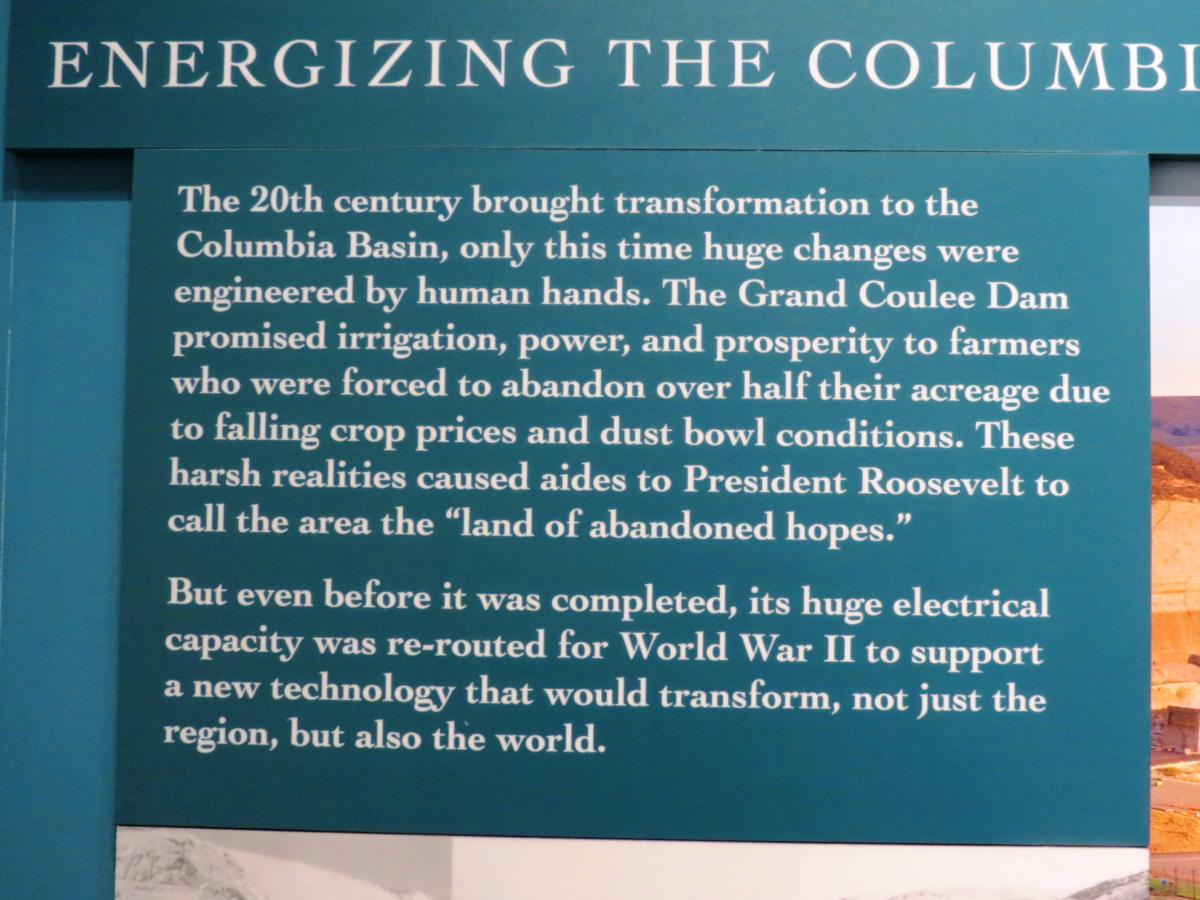 ENERGIZING THE COLUMBI
The 20th century brought transformation to the
Columbia Basin, only this time huge changes were
engineered by human hands. The Grand Coulee Dam
promised irrigation, power, and prosperity to farmers
who were forced to abandon over half their acreage due
to falling crop prices and dust bowl conditions. These
harsh realities caused aides to President Roosevelt to
call the area the “land of abandoned hopes.”
But even before it was completed, its huge electrical
capacity was re-routed for World War II to support
a new technology that would transform, not just the
region, but also the world.